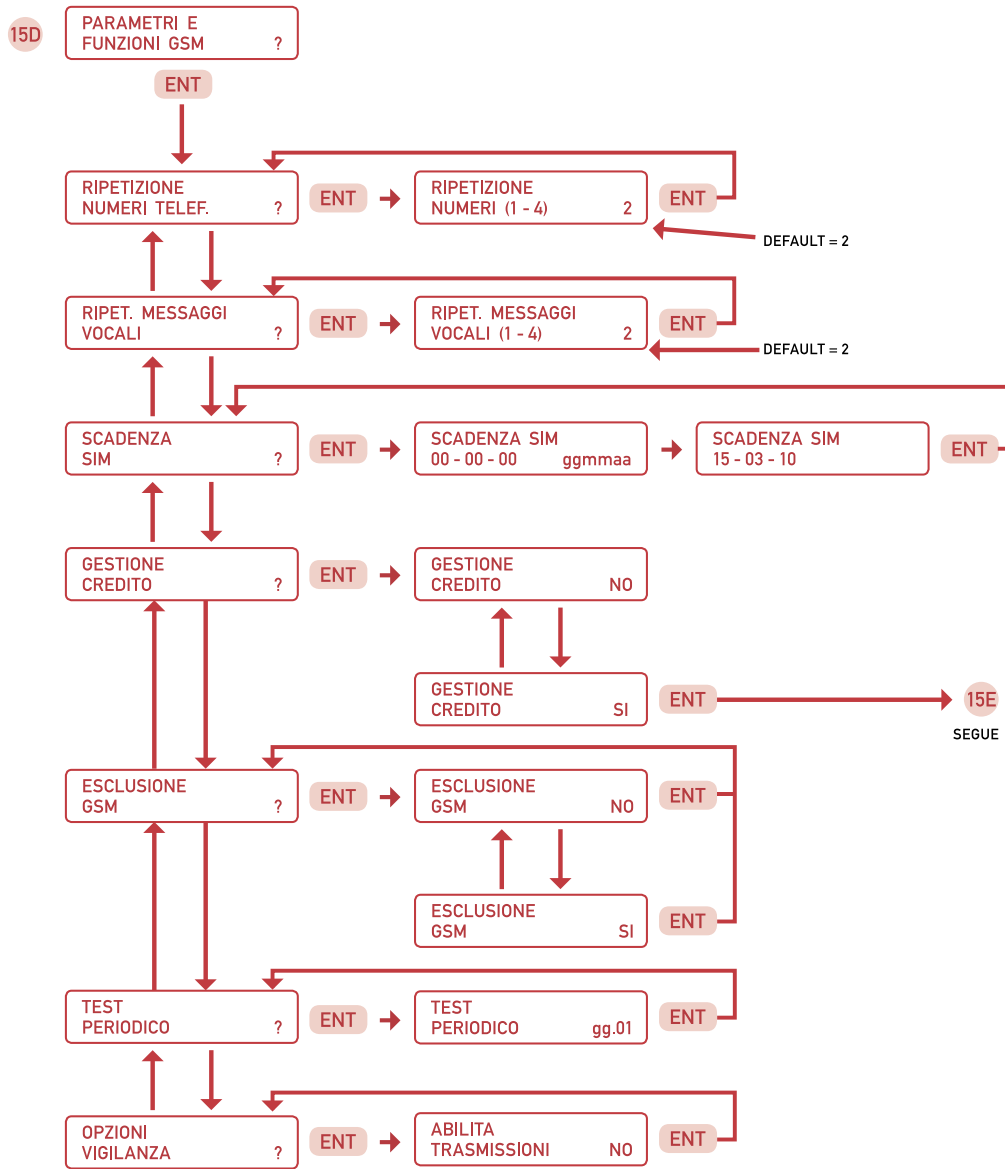 15D
PARAMETRI E
FUNZIONI GSM ?
ENT
RIPETIZIONE
NUMERI TELEF. ?
ENT
RIPETIZIONE
NUMERI (1 - 4) 2
ENT
DEFAULT = 2
RIPET. MESSAGGI
VOCALI ?
ENT
RIPET. MESSAGGI
VOCALI (1 - 4) 2
ENT
DEFAULT = 2
SCADENZA
SIM ?
ENT
SCADENZA SIM
00 - 00 - 00 ggmmaa
SCADENZA SIM
15 - 03 - 10
ENT
GESTIONE
CREDITO ?
ENT
GESTIONE
CREDITO NO
GESTIONE
CREDITO SI
ENT
15E
SEGUE
ESCLUSIONE
GSM ?
ENT
ESCLUSIONE
GSM NO
ENT
ESCLUSIONE
GSM SI
ENT
TEST
PERIODICO ?
ENT
TEST
PERIODICO gg.01
ENT
OPZIONI
VIGILANZA ?
ENT
ABILITA
TRASMISSIONI NO
ENT